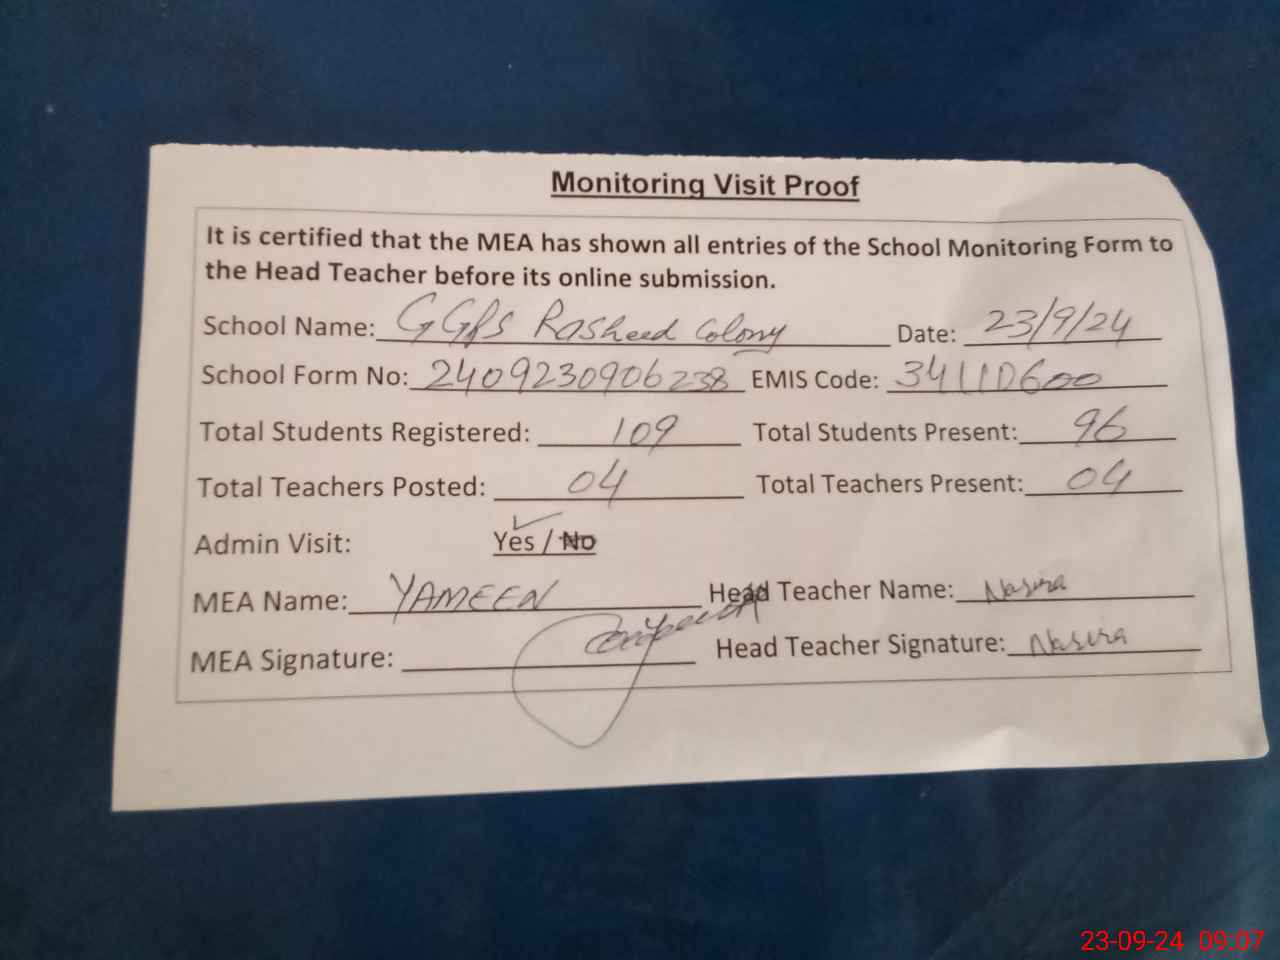 Monitoring Visit Proof
It is certified that the MEA has shown all entries of the School Monitoring Form to
the Head Teacher before its online submission.
School Name: GGPS Rasheed Colony Date: 23/9/24
School Form No: 2409230906238 EMIS Code: 34110600
Total Students Registered: 109 Total Students Present: 96
Total Teachers Posted: 04 Total Teachers Present: 04
Admin Visit: Yes / No
MEA Name: YAMEEN Head Teacher Name: Nasira
MEA Signature: Head Teacher Signature: Nasira
23-09-24 09:07